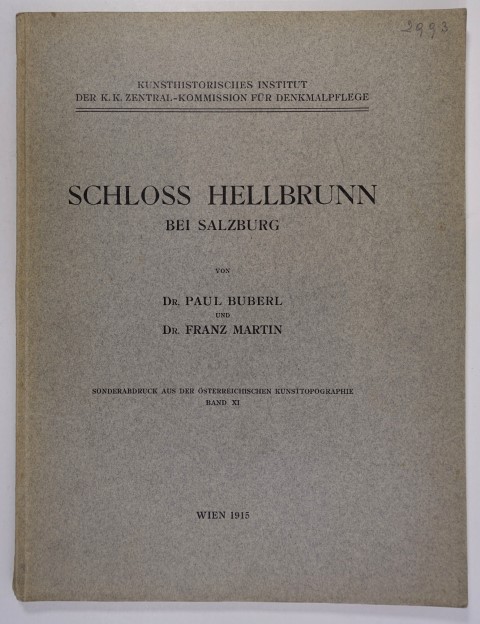 2993
KUNSTHISTORISCHES INSTITUT
DER K. K. ZENTRAL-KOMMISSION FÜR DENKMALPFLEGE
SCHLOSS HELLBRUNN
BEI SALZBURG
VON
DR. PAUL BUBERL
UND
DR. FRANZ MARTIN
SONDERABDRUCK AUS DER ÖSTERREICHISCHEN KUNSTTOPOGRAPHIE
BAND XI
WIEN 1915